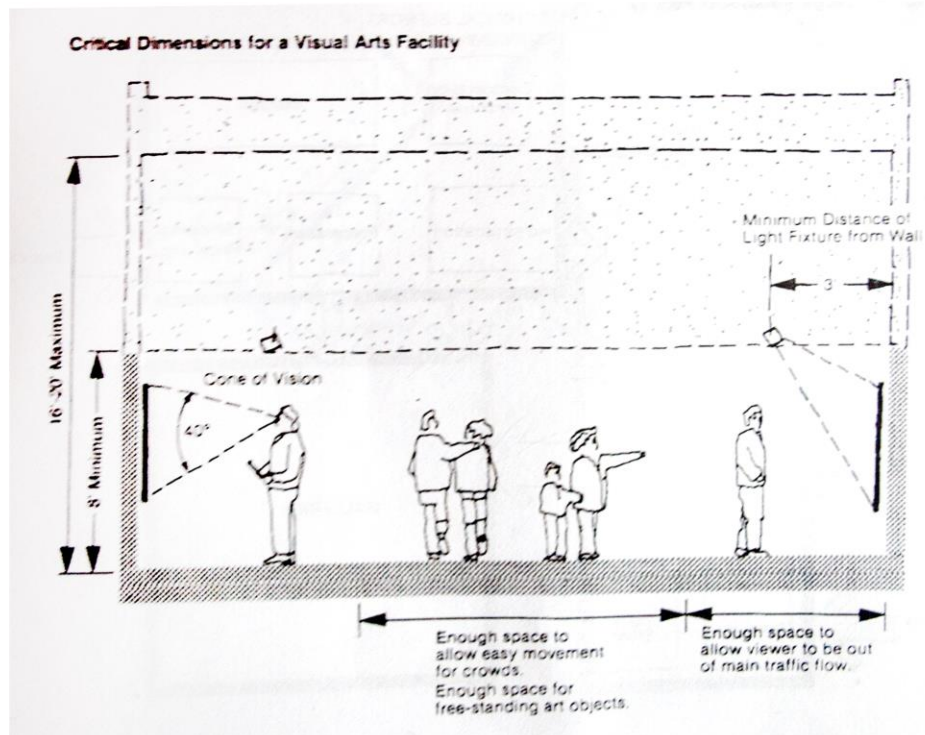 Critical Dimensions for a Visual Arts Facility
Minimum Distance of
Light Fixture from Wall
3'
16'-20' Maximum
8' Minimum
Cone of Vision
40°
Enough space to
allow easy movement
for crowds.
Enough space for
free-standing art objects.
Enough space to
allow viewer to be out
of main traffic flow.